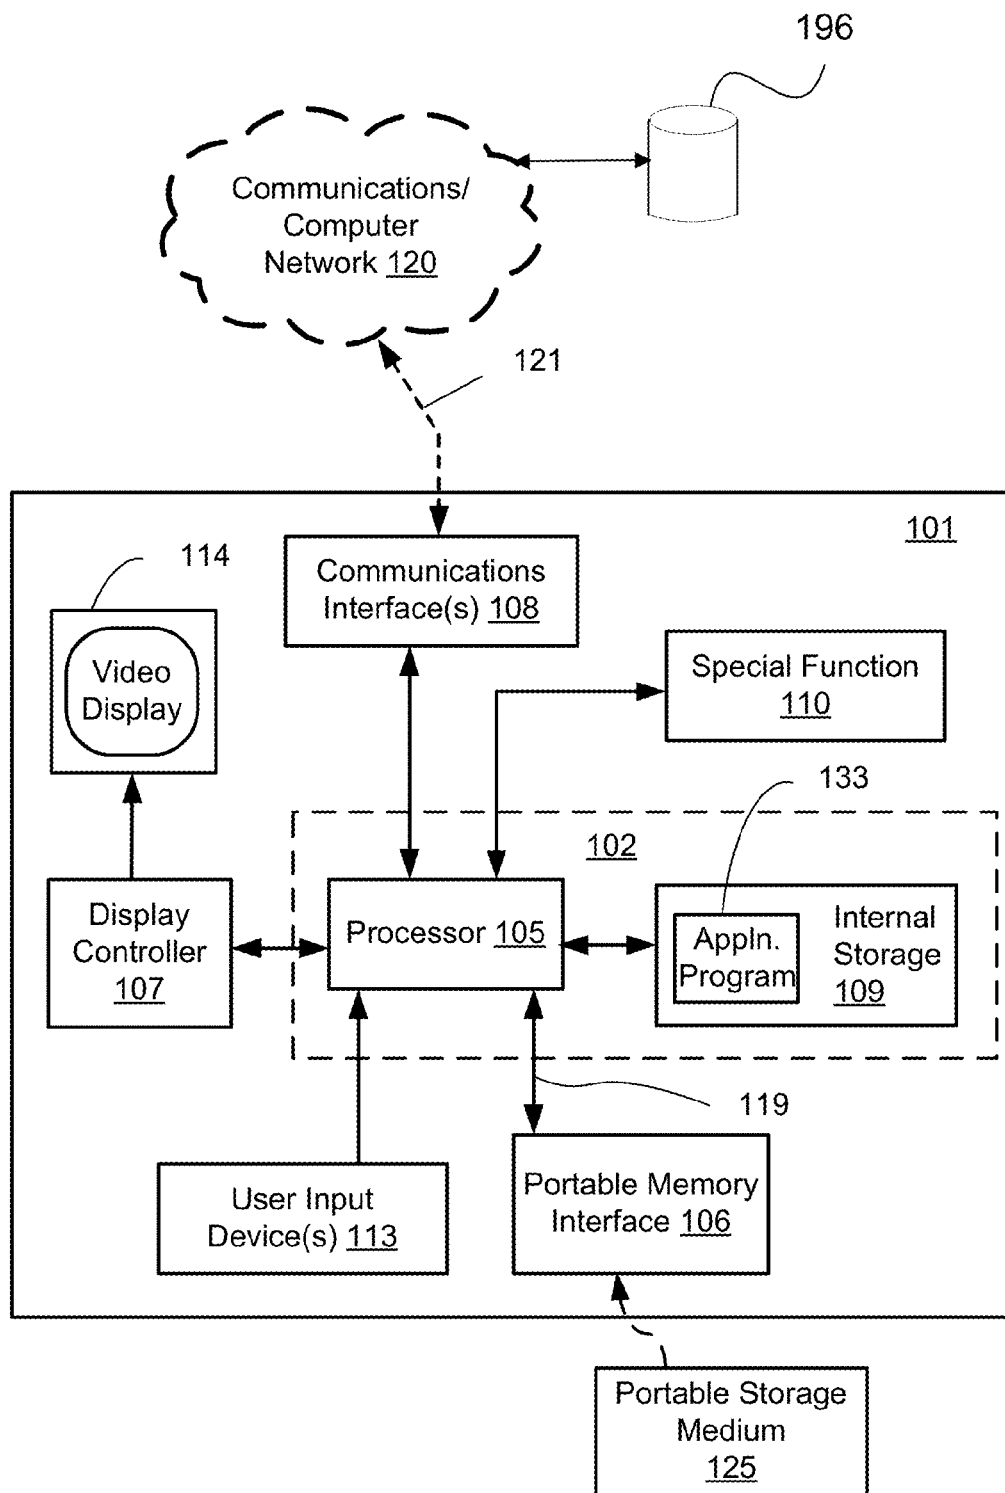 196
Communications/
Computer
Network 120
121
101
114
Communications
Interface(s) 108
Video
Display
Special Function
110
133
102
Display
Controller
107
Processor 105
Appln.
Program
Internal
Storage
109
119
User Input
Device(s) 113
Portable Memory
Interface 106
Portable Storage
Medium
125